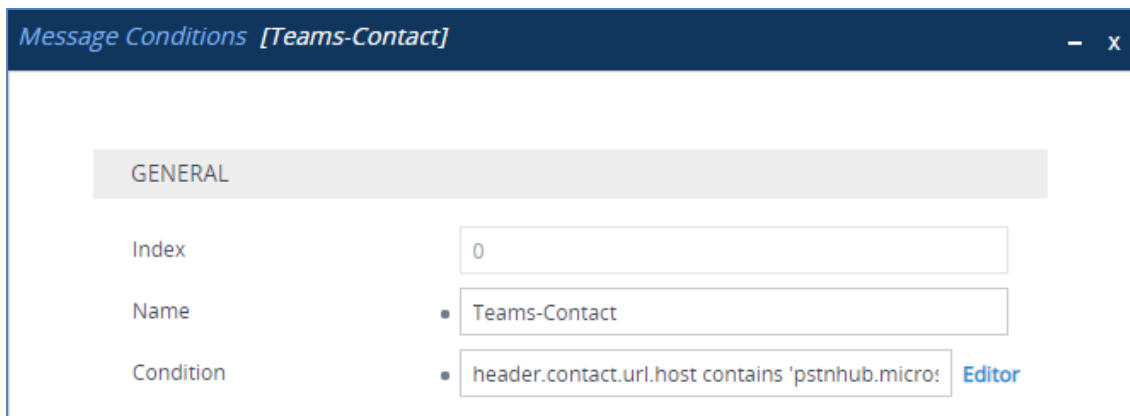 Message Conditions [Teams-Contact] – x
GENERAL
Index 0
Name Teams-Contact
Condition header.contact.url.host contains 'pstnhub.micros Editor